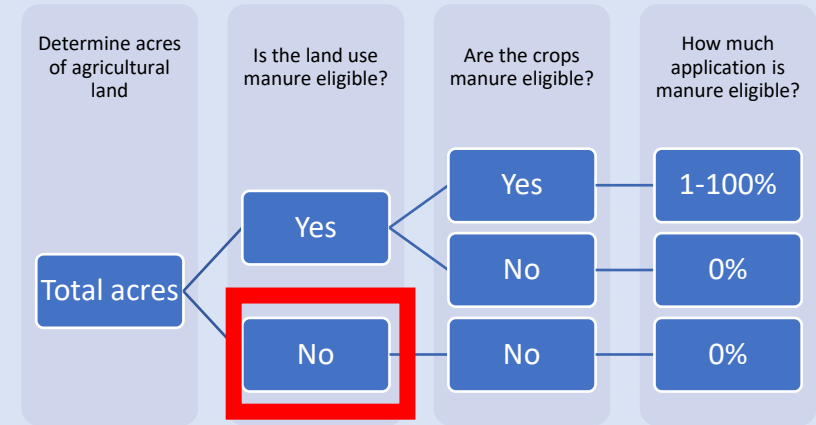 Determine acres
of agricultural
land
Is the land use
manure eligible?
Are the crops
manure eligible?
How much
application is
manure eligible?
Total acres
Yes
No
Yes
No
No
1-100%
0%
0%